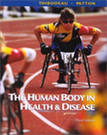 THIBODEAU • PATTON
THE HUMAN BODY IN
HEALTH & DISEASE